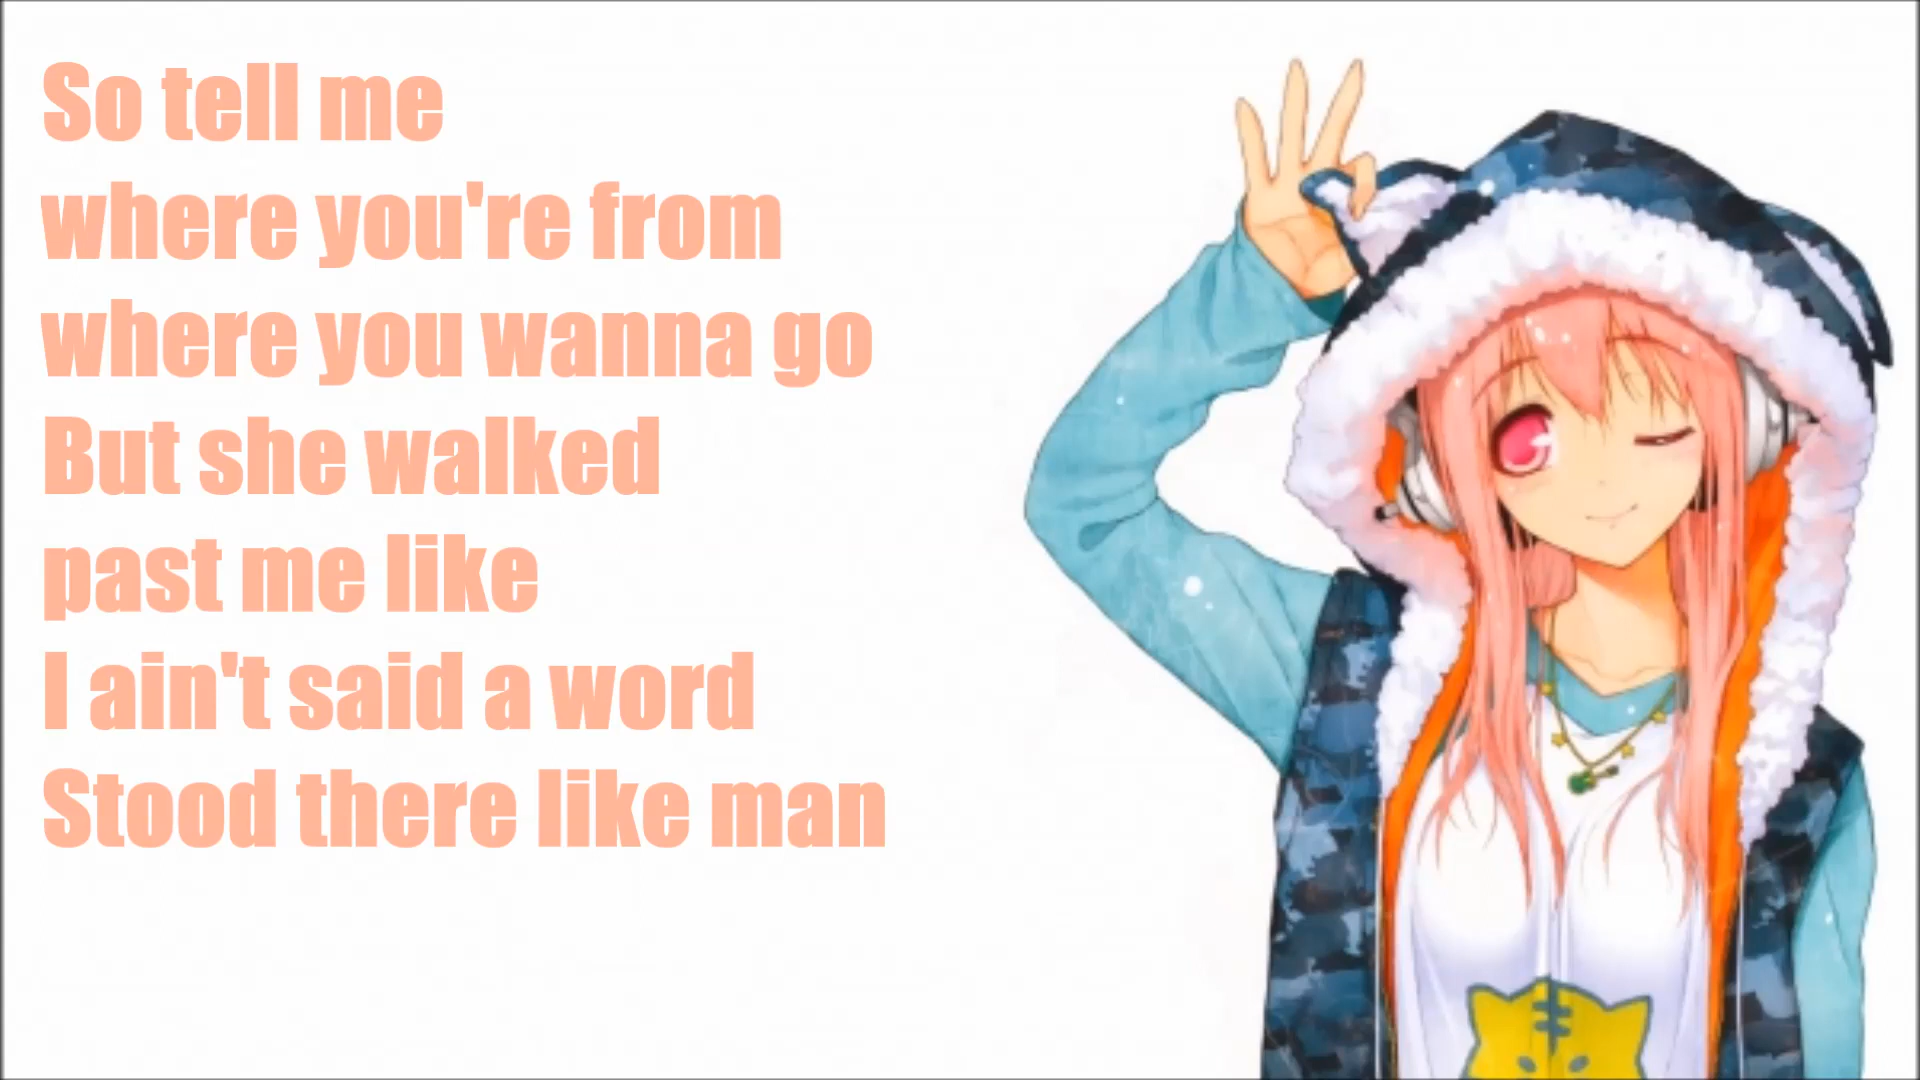 So tell me
where you're from
where you wanna go
But she walked
past me like
I ain't said a word
Stood there like man